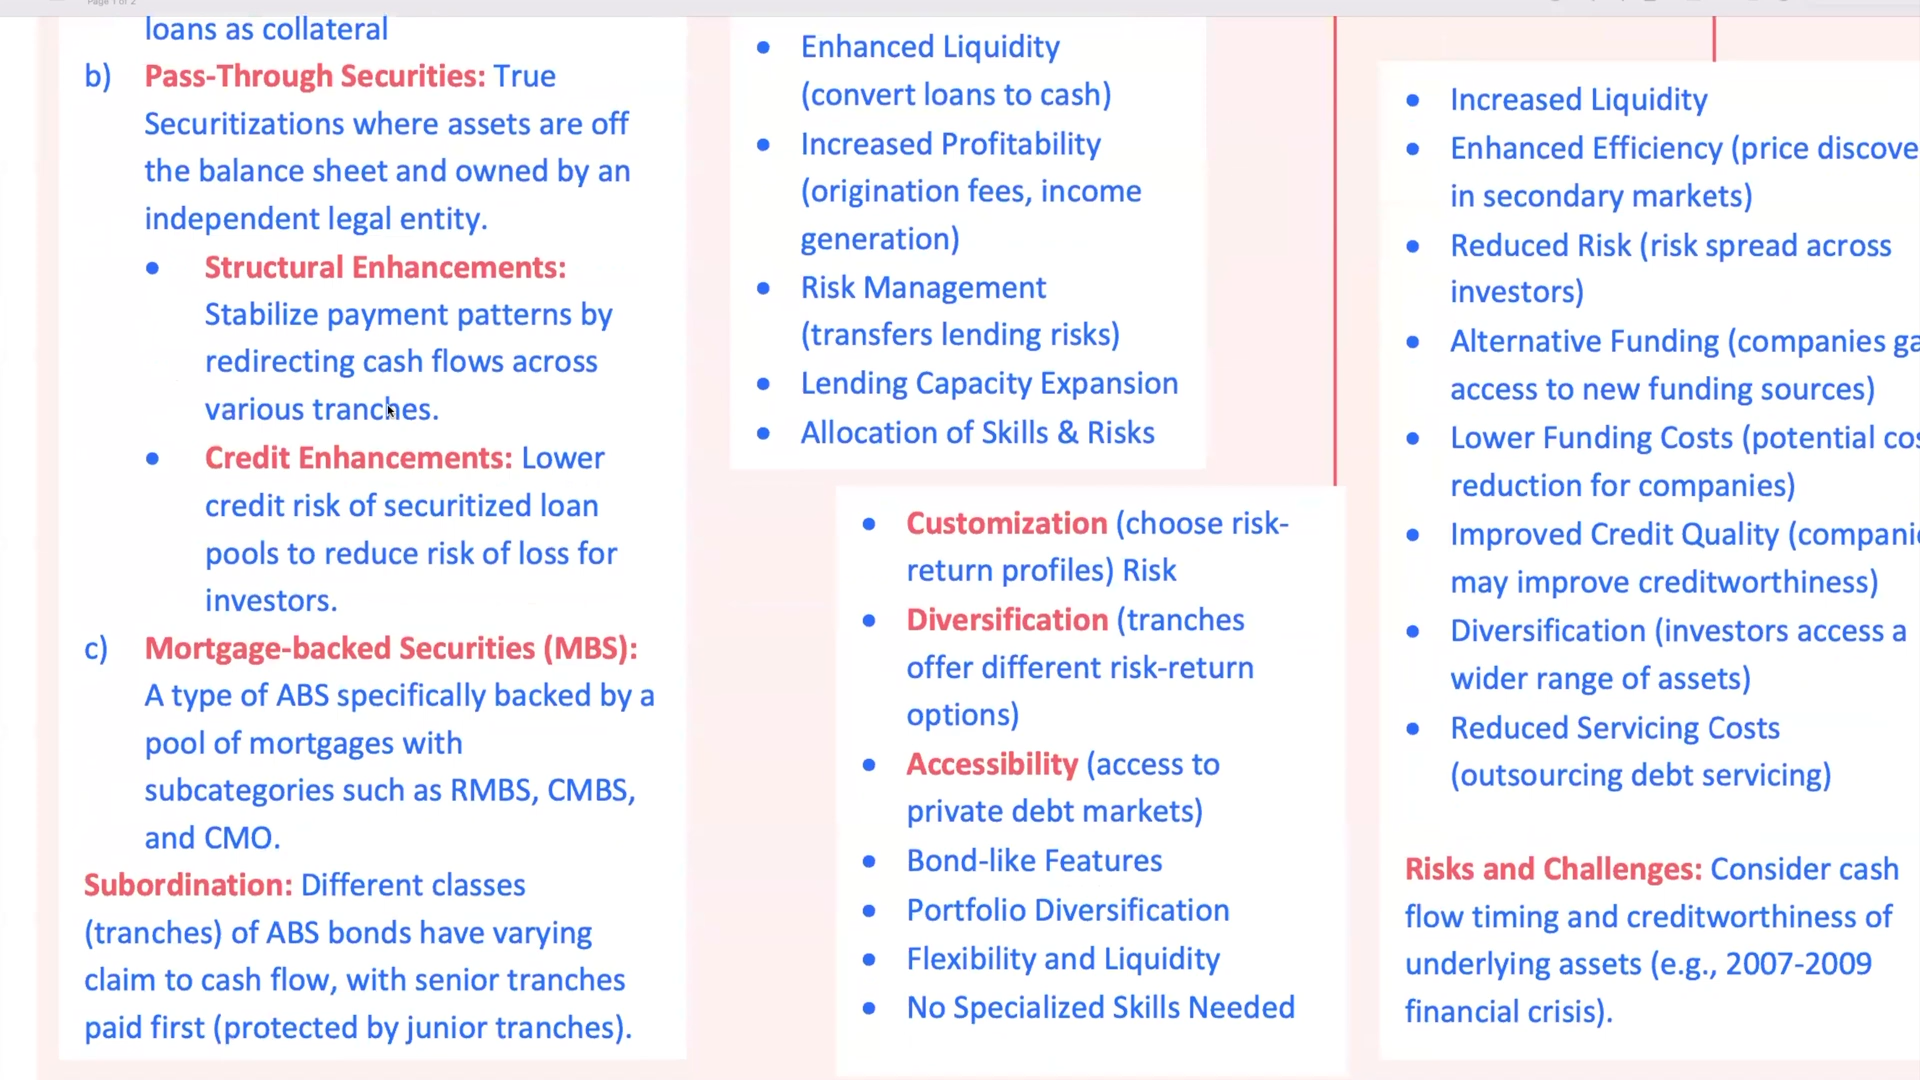 Page 1 of 2
loans as collateral
b) Pass-Through Securities: True
Securitizations where assets are off
the balance sheet and owned by an
independent legal entity.
• Structural Enhancements:
Stabilize payment patterns by
redirecting cash flows across
various tranches.
• Credit Enhancements: Lower
credit risk of securitized loan
pools to reduce risk of loss for
investors.
c) Mortgage-backed Securities (MBS):
A type of ABS specifically backed by a
pool of mortgages with
subcategories such as RMBS, CMBS,
and CMO.
Subordination: Different classes
(tranches) of ABS bonds have varying
claim to cash flow, with senior tranches
paid first (protected by junior tranches).
• Enhanced Liquidity
(convert loans to cash)
• Increased Profitability
(origination fees, income
generation)
• Risk Management
(transfers lending risks)
• Lending Capacity Expansion
• Allocation of Skills & Risks
• Customization (choose risk-
return profiles) Risk
• Diversification (tranches
offer different risk-return
options)
• Accessibility (access to
private debt markets)
• Bond-like Features
• Portfolio Diversification
• Flexibility and Liquidity
• No Specialized Skills Needed
• Increased Liquidity
• Enhanced Efficiency (price discove
in secondary markets)
• Reduced Risk (risk spread across
investors)
• Alternative Funding (companies ga
access to new funding sources)
• Lower Funding Costs (potential cos
reduction for companies)
• Improved Credit Quality (companie
may improve creditworthiness)
• Diversification (investors access a
wider range of assets)
• Reduced Servicing Costs
(outsourcing debt servicing)
Risks and Challenges: Consider cash
flow timing and creditworthiness of
underlying assets (e.g., 2007-2009
financial crisis).